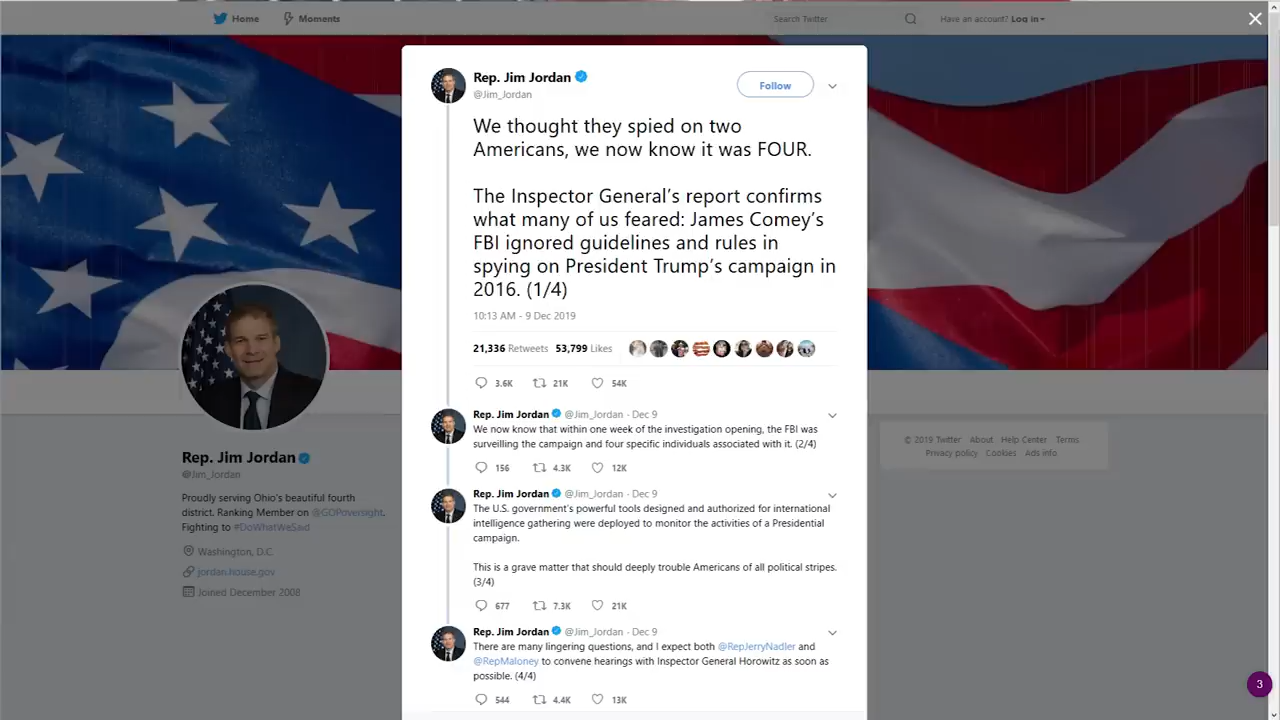 Home
Moments
Search Twitter
Have an account? Log in
Rep. Jim Jordan
@Jim_Jordan
Follow
We thought they spied on two
Americans, we now know it was FOUR.
The Inspector General's report confirms
what many of us feared: James Comey's
FBI ignored guidelines and rules in
spying on President Trump's campaign in
2016. (1/4)
10:13 AM - 9 Dec 2019
21,336 Retweets 53,799 Likes
3.6K 21K 54K
Rep. Jim Jordan @Jim_Jordan · Dec 9
We now know that within one week of the investigation opening, the FBI was
surveilling the campaign and four specific individuals associated with it. (2/4)
156 4.3K 12K
Rep. Jim Jordan @Jim_Jordan · Dec 9
The U.S. government's powerful tools designed and authorized for international
intelligence gathering were deployed to monitor the activities of a Presidential
campaign.
This is a grave matter that should deeply trouble Americans of all political stripes.
(3/4)
677 7.3K 21K
Rep. Jim Jordan @Jim_Jordan · Dec 9
There are many lingering questions, and I expect both @RepJerryNadler and
@RepMaloney to convene hearings with Inspector General Horowitz as soon as
possible. (4/4)
544 4.4K 13K
Rep. Jim Jordan
@Jim_Jordan
Proudly serving Ohio's beautiful fourth
district. Ranking Member on @GOPoversight.
Fighting to #DoWhatWeSaid
Washington, D.C.
jordan.house.gov
Joined December 2008
© 2019 Twitter About Help Center Terms
Privacy policy Cookies Ads info
3